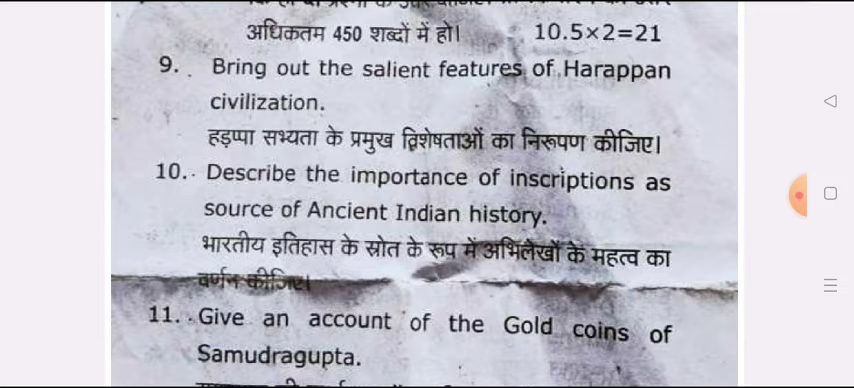 अधिकतम 450 शब्दों में हो। 10.5×2=21
9. Bring out the salient features of Harappan
civilization.
हड़प्पा सभ्यता के प्रमुख विशेषताओं का निरूपण कीजिए।
10. Describe the importance of inscriptions as
source of Ancient Indian history.
भारतीय इतिहास के स्रोत के रूप में अभिलेखों के महत्व का
वर्णन कीजिए।
11. Give an account of the Gold coins of
Samudragupta.